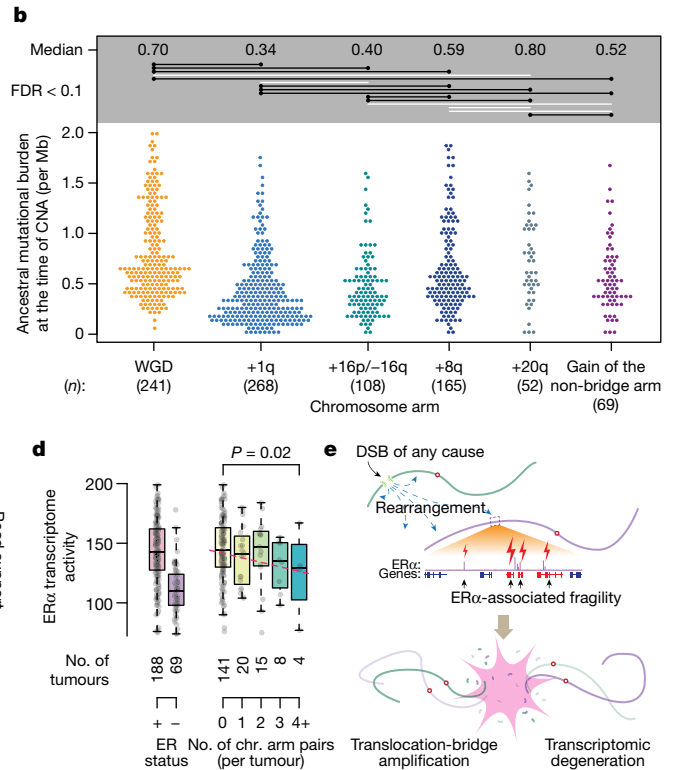 b
Median 0.70 0.34 0.40 0.59 0.80 0.52
FDR < 0.1
Ancestral mutational burden
at the time of CNA (per Mb)
2.0
1.5
1.0
0.5
0
WGD +1q +16p/−16q +8q +20q Gain of the
(n): (241) (268) (108) (165) (52) non-bridge arm
(69)
Chromosome arm
d
P = 0.02
ERα transcriptome
activity
200
150
100
No. of
tumours
188 69 141 20 15 8 4
+ − 0 1 2 3 4+
ER
status
No. of chr. arm pairs
(per tumour)
e
DSB of any cause
Rearrangement
ERα:
Genes:
ERα-associated fragility
Translocation-bridge
amplification
Transcriptomic
degeneration